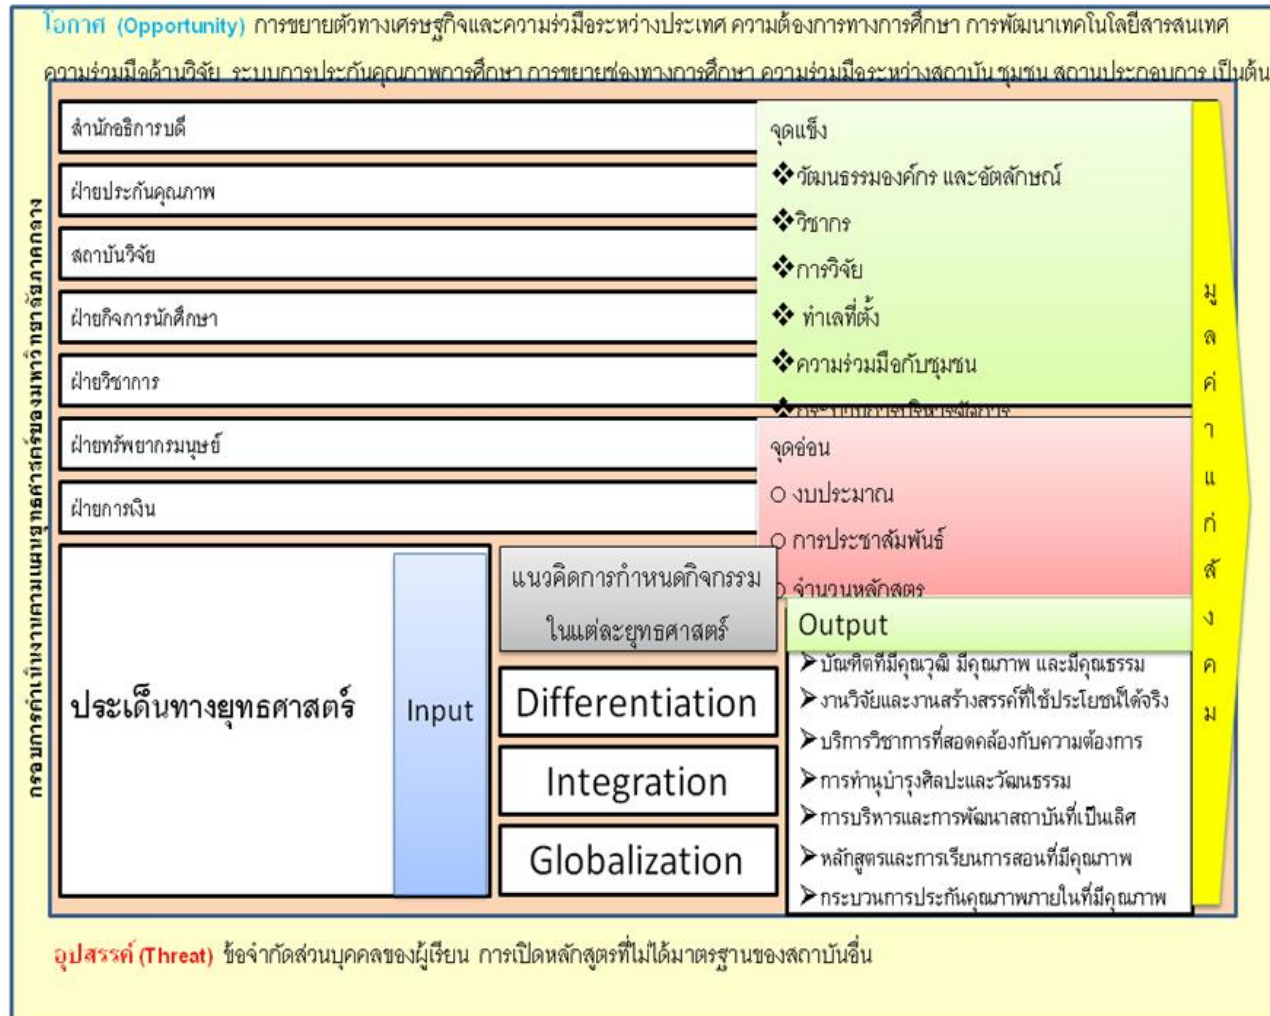 โอกาศ (Opportunity) การขยายตัวทางเศรษฐกิจและความร่วมือระหว่างประเทศ ความต้องการทางการศึกษา การพัฒนาเทคโนโลยีสารสนเทศ
ความร่วมมือด้านวิจัย ระบบการประกันคุณภาพการศึกษา การขยายช่องทางการศึกษา ความร่วมมือระหว่างสถาบัน ชุมชน สถานประกอบการ เป็นต้น
กรอบการดำเนินงานตามแผนยุทธศาสตร์ของมหาวิทยาลัยภาคกลาง
สำนักอธิการบดี
ฝ่ายประกันคุณภาพ
สถาบันวิจัย
ฝ่ายกิจการนักศึกษา
ฝ่ายวิชาการ
ฝ่ายทรัพยากรมนุษย์
ฝ่ายการเงิน
จุดแข็ง
❖วัฒนธรรมองค์กร และอัตลักษณ์
❖วิชากร
❖การวิจัย
❖ ทำเลที่ตั้ง
❖ความร่วมมือกับชุมชน
❖กระบวนการบริหารจัดการ
จุดอ่อน
○ งบประมาณ
○ การประชาสัมพันธ์
○ จำนวนหลักสูตร
ประเด็นทางยุทธศาสตร์
Input
แนวคิดการกำหนดกิจกรรม
ในแต่ละยุทธศาสตร์
Differentiation
Integration
Globalization
Output
➤บัณฑิตที่มีคุณวุฒิ มีคุณภาพ และมีคุณธรรม
➤งานวิจัยและงานสร้างสรรค์ที่ใช้ประโยชน์ได้จริง
➤บริการวิชาการที่สอดคล้องกับความต้องการ
➤การทำนุบำรุงศิลปะและวัฒนธรรม
➤การบริหารและการพัฒนาสถาบันที่เป็นเลิศ
➤หลักสูตรและการเรียนการสอนที่มีคุณภาพ
➤กระบวนการประกันคุณภาพภายในที่มีคุณภาพ
มูลค่าแก่สังคม
อุปสรรค์ (Threat) ข้อจำกัดส่วนบุคคลของผู้เรียน การเปิดหลักสูตรที่ไม่ได้มาตรฐานของสถาบันอื่น